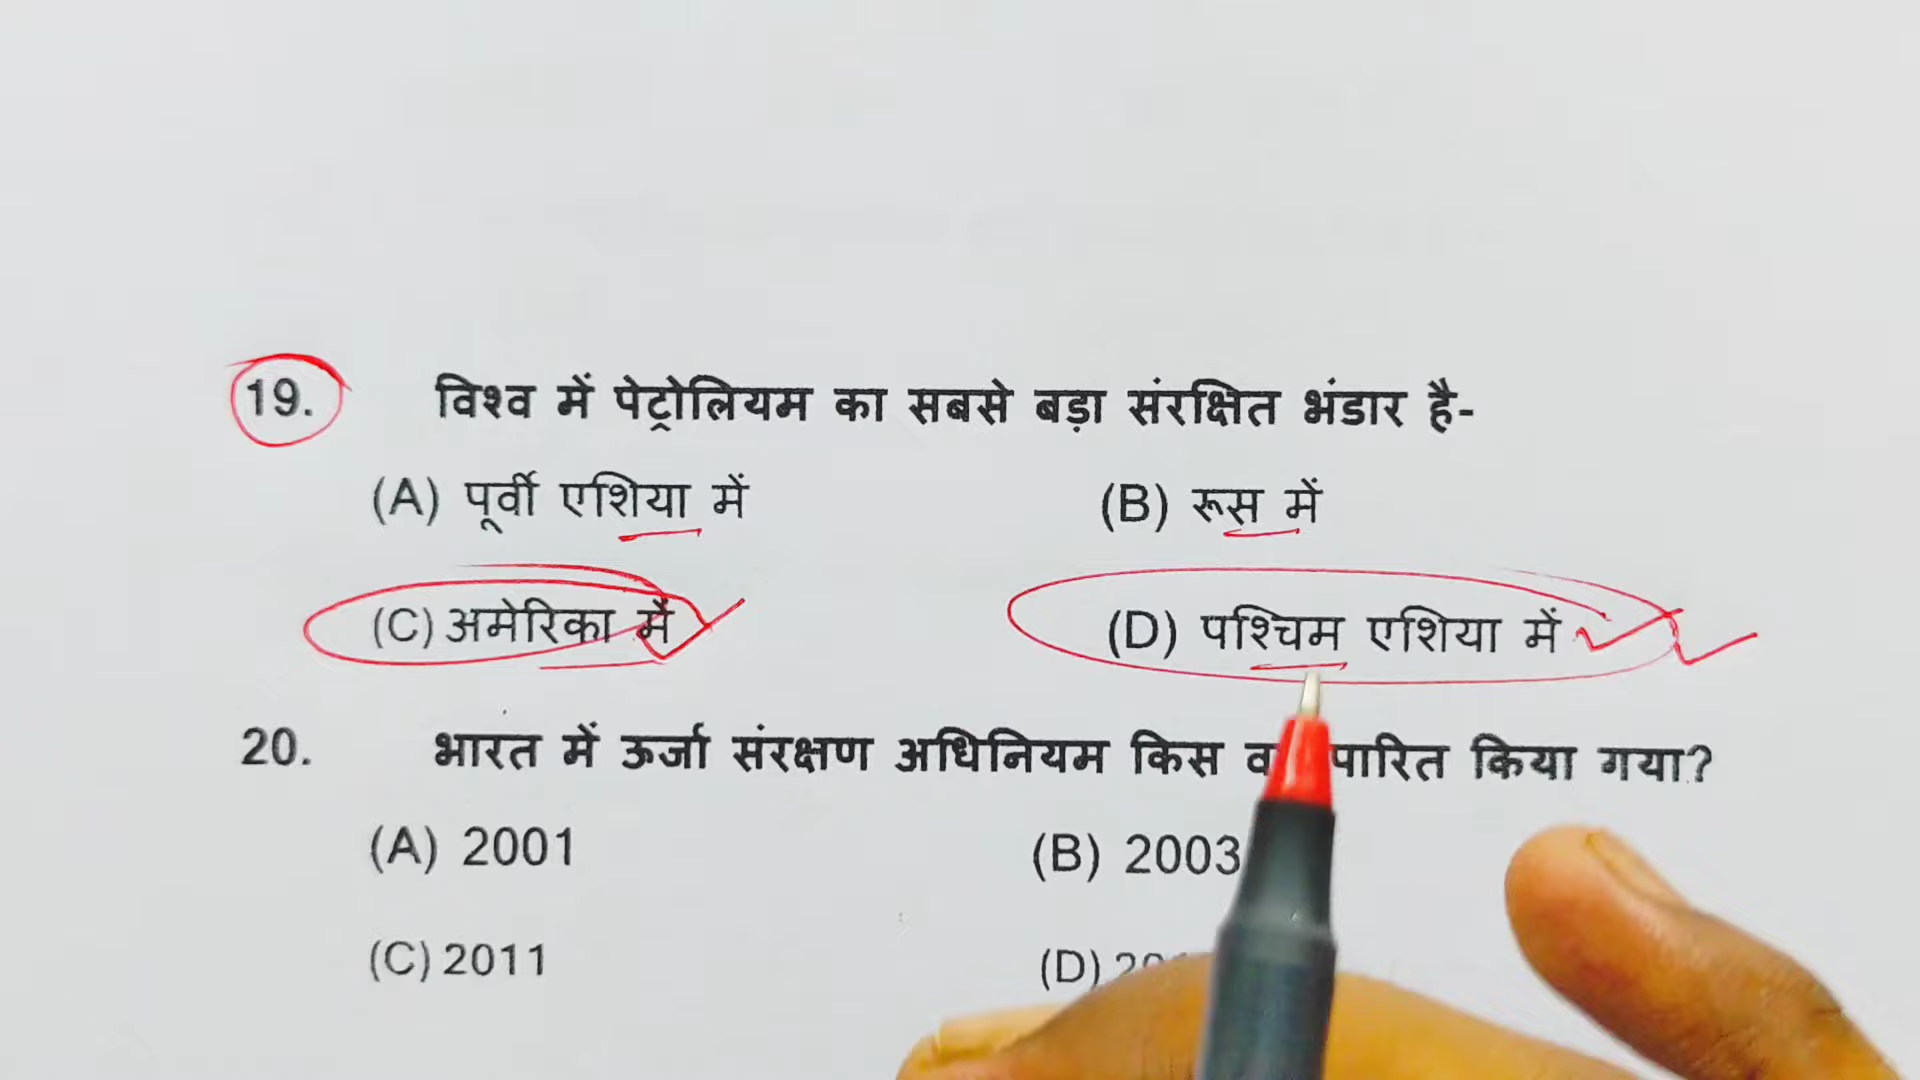 19. विश्व में पेट्रोलियम का सबसे बड़ा संरक्षित भंडार है-
(A) पूर्वी एशिया में (B) रूस में
(C) अमेरिका में (D) पश्चिम एशिया में
20. भारत में ऊर्जा संरक्षण अधिनियम किस पारित किया गया?
(A) 2001 (B) 2003
(C) 2011 (D)